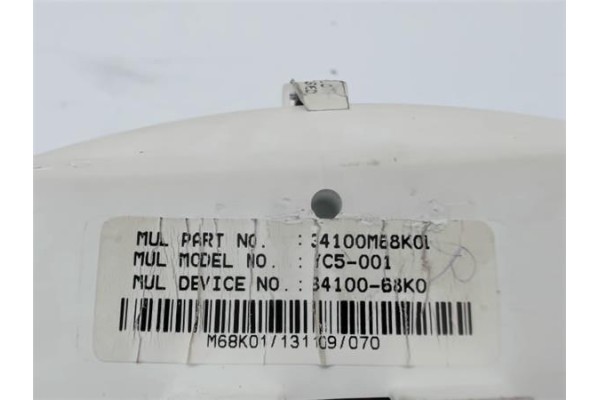 MUL PART NO. : 34100M68K01
MUL MODEL NO. : YC5-001
MUL DEVICE NO.: 34100-68K0
M68K01/131109/070